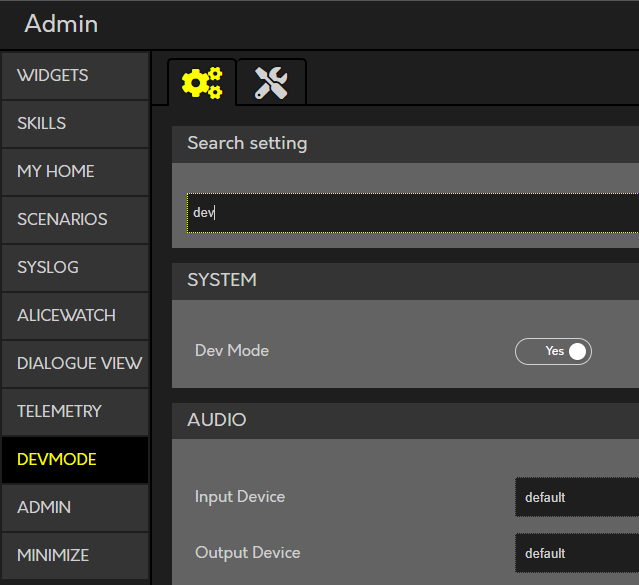 Admin
WIDGETS
SKILLS
MY HOME
SCENARIOS
SYSLOG
ALICEWATCH
DIALOGUE VIEW
TELEMETRY
DEVMODE
ADMIN
MINIMIZE
Search setting
dev
SYSTEM
Dev Mode Yes
AUDIO
Input Device default
Output Device default